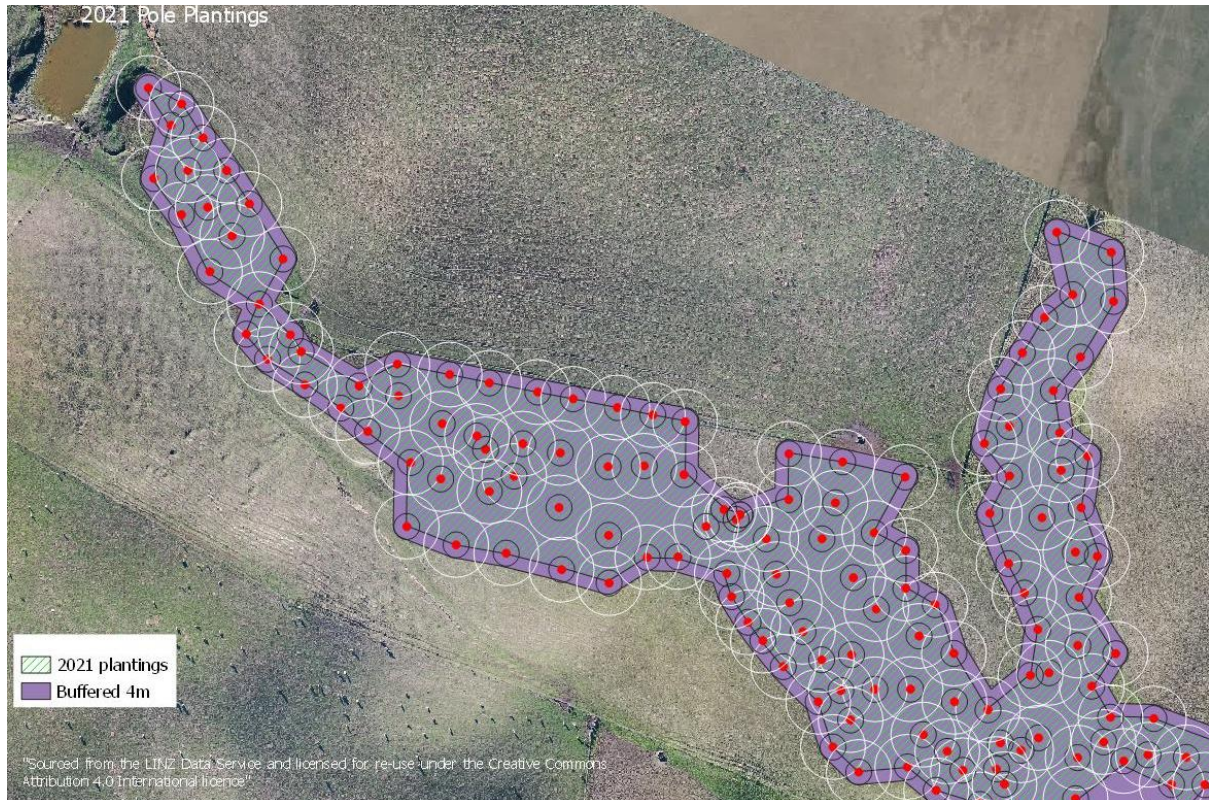 2021 Pole Plantings
2021 plantings
Buffered 4m
"Sourced from the LINZ Data Service and licensed for re-use under the Creative Commons
Attribution 4.0 International licence"